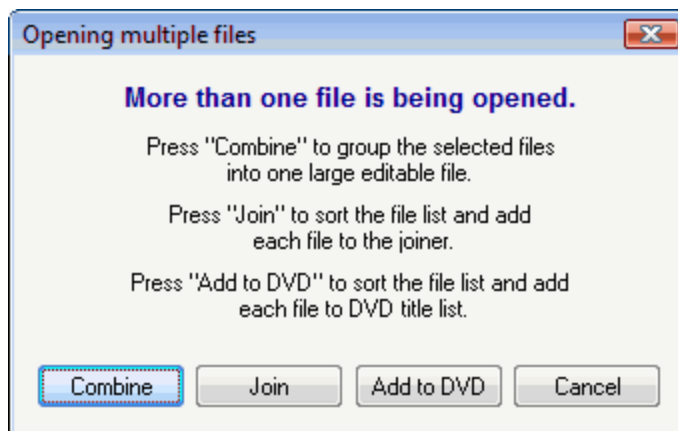 Opening multiple files
More than one file is being opened.
Press "Combine" to group the selected files
into one large editable file.
Press "Join" to sort the file list and add
each file to the joiner.
Press "Add to DVD" to sort the file list and add
each file to DVD title list.
Combine
Join
Add to DVD
Cancel